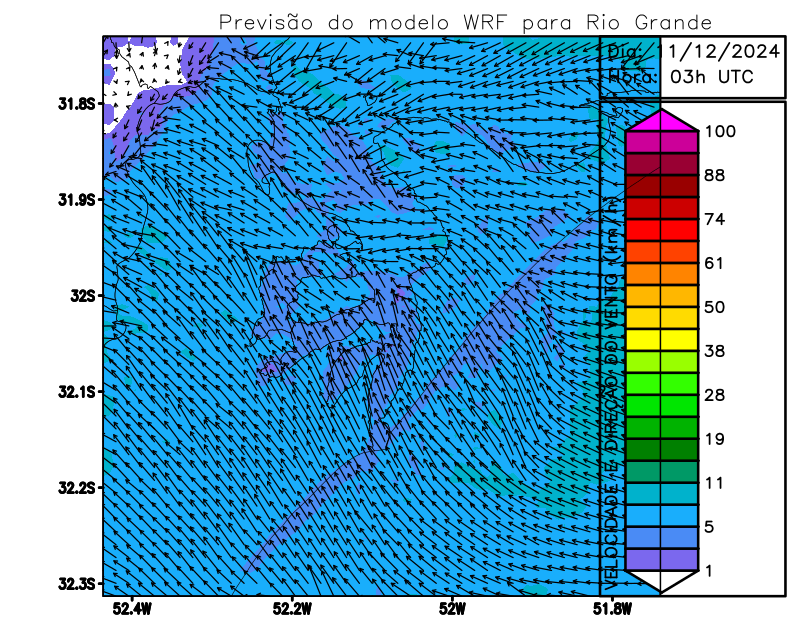 Previsão do modelo WRF para Rio Grande
Dia: 11/12/2024
Hora: 03h UTC
31.8S
31.9S
32S
32.1S
32.2S
32.3S
52.4W
52.2W
52W
51.8W
VELOCIDADE E DIREÇÃO DO VENTO (km/h)
100
88
74
61
50
38
28
19
11
5
1